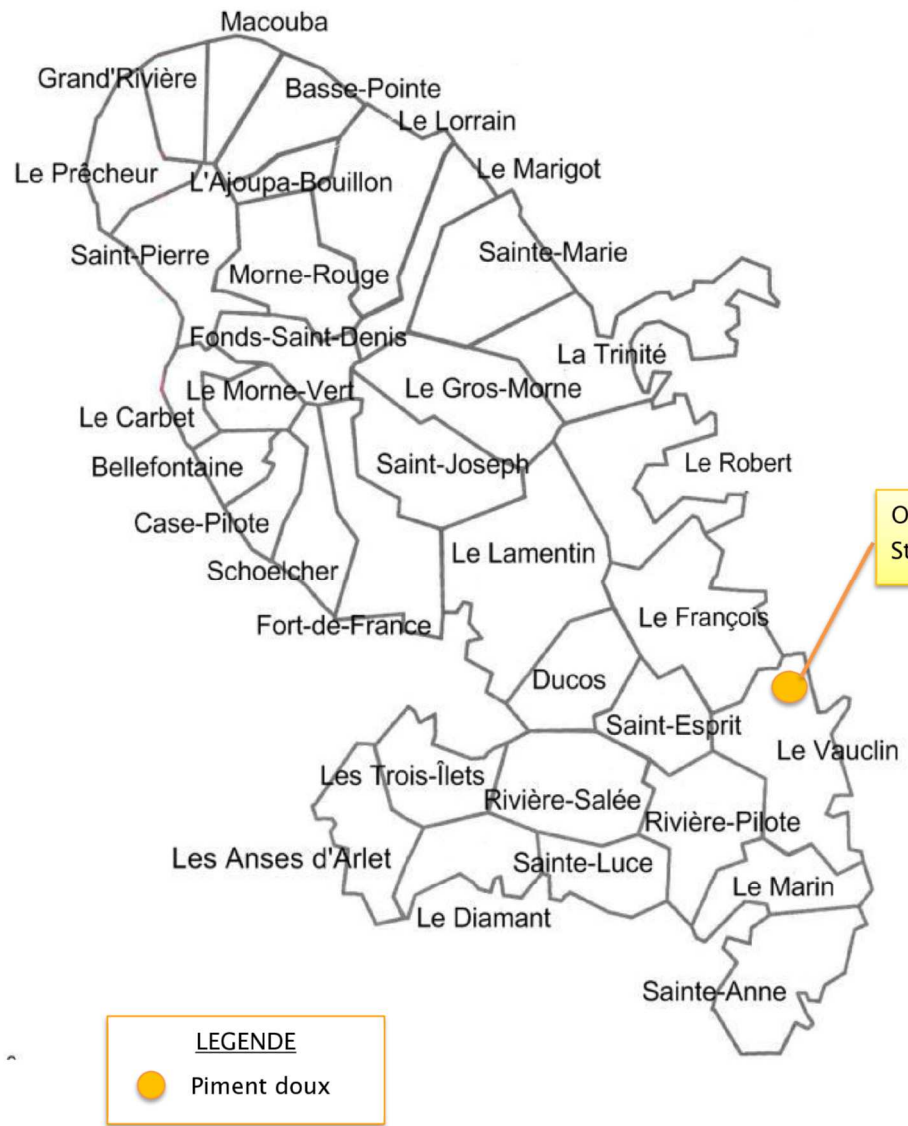 Macouba
Grand'Rivière
Basse-Pointe
Le Lorrain
Le Prêcheur
L'Ajoupa-Bouillon
Le Marigot
Saint-Pierre
Sainte-Marie
Morne-Rouge
Fonds-Saint-Denis
La Trinité
Le Morne-Vert
Le Gros-Morne
Le Carbet
Bellefontaine
Saint-Joseph
Le Robert
Case-Pilote
Schoelcher
Le Lamentin
Fort-de-France
Le François
Ducos
Saint-Esprit
Le Vauclin
Les Trois-Îlets
Rivière-Salée
Rivière-Pilote
Les Anses d'Arlet
Sainte-Luce
Le Marin
Le Diamant
Sainte-Anne
LEGENDE
Piment doux